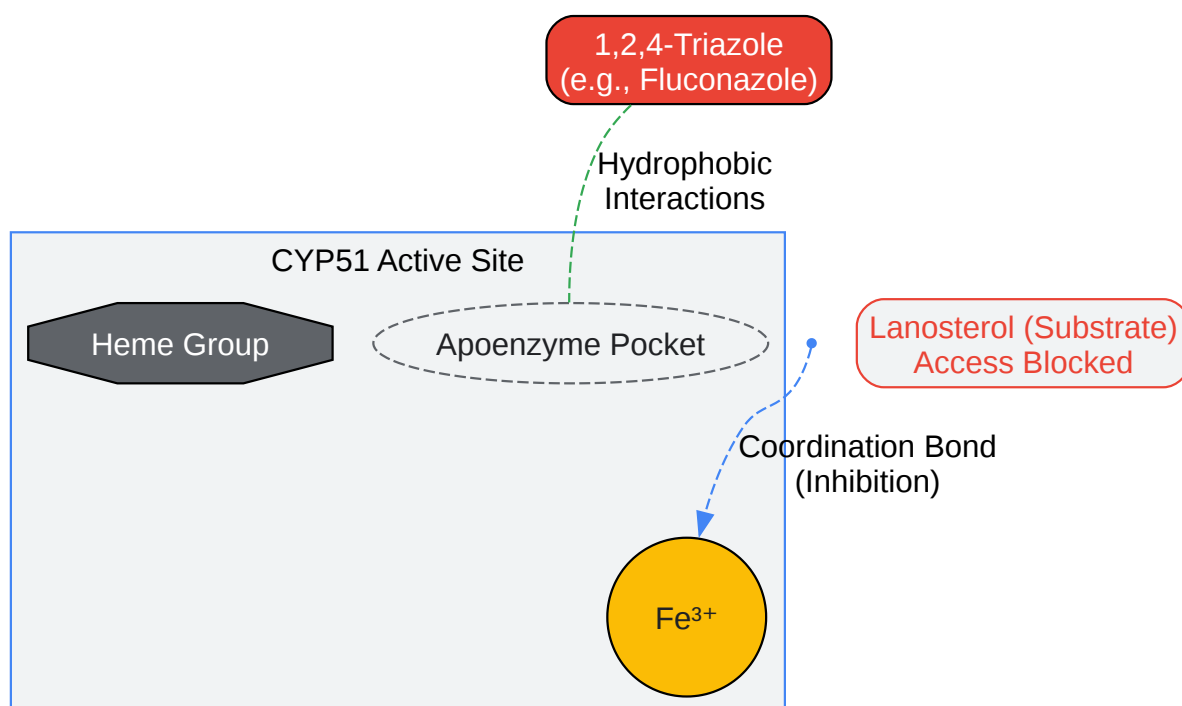 1,2,4-Triazole
(e.g., Fluconazole)
Hydrophobic
Interactions
CYP51 Active Site
Heme Group
Apoenzyme Pocket
Lanosterol (Substrate)
Access Blocked
Coordination Bond
(Inhibition)
Fe³⁺